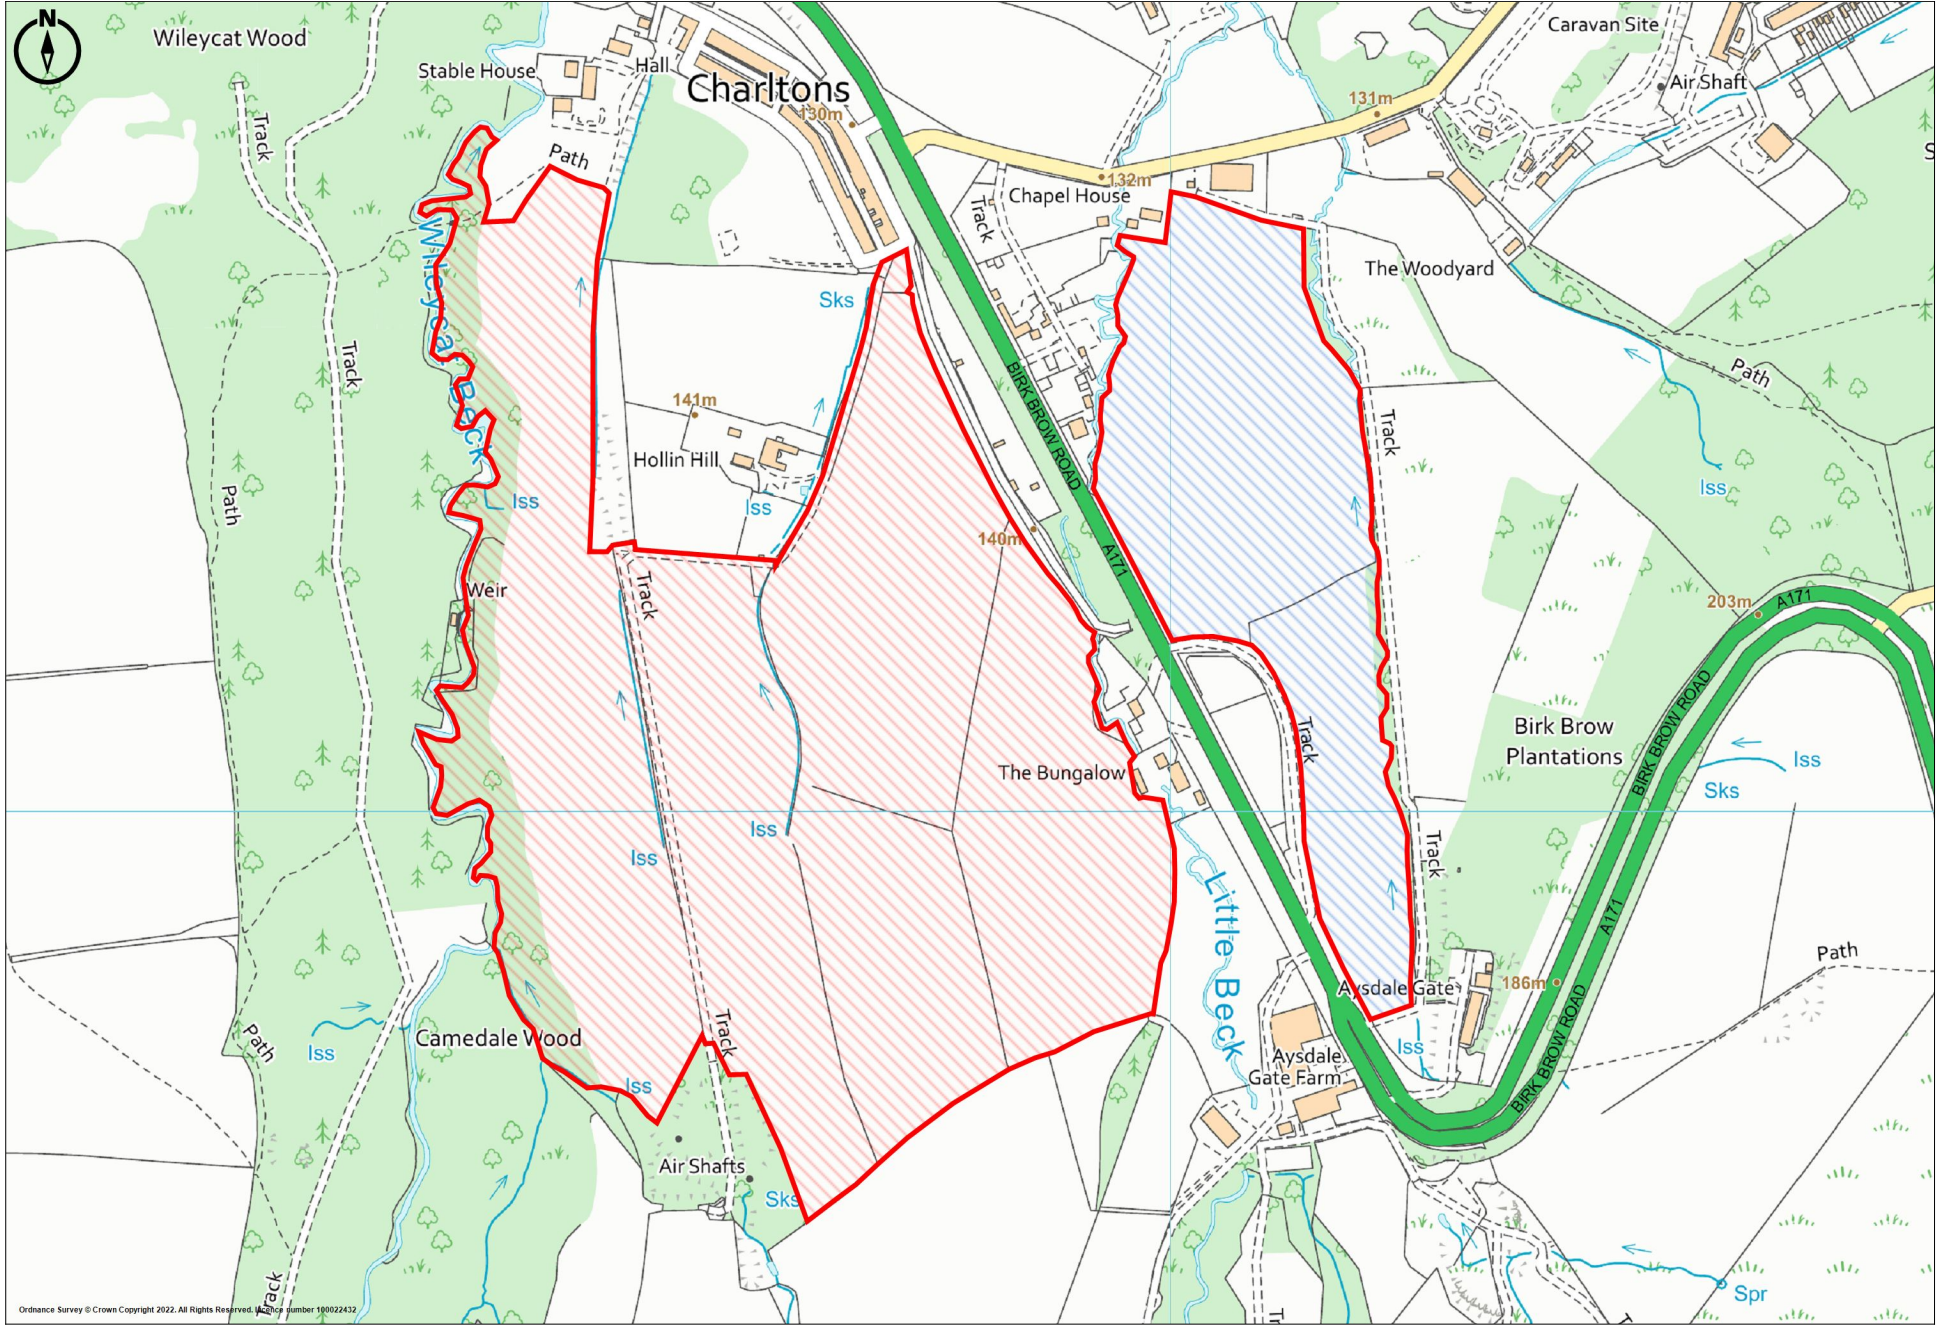 N
Wileycat Wood
Stable House
Hall
Charltons
130m
Caravan Site
Air Shaft
131m
Track
Path
132m
Chapel House
Track
The Woodyard
Wileycat Beck
Sks
Track
BIRK BROW ROAD
Path
141m
Track
Hollin Hill
Path
Iss
Iss
Iss
140m
A171
Weir
Track
203m
A171
BIRK BROW ROAD
Birk Brow
Plantations
Track
The Bungalow
Iss
Sks
Iss
Iss
Track
Little Beck
A171
Path
186m
Aysdale Gate
Path
Iss
Camedale Wood
Track
Iss
Aysdale
Gate Farm
Iss
BIRK BROW ROAD
Air Shafts
Sks
Track
Spr
Ordnance Survey © Crown Copyright 2022. All Rights Reserved. Licence number 100022432